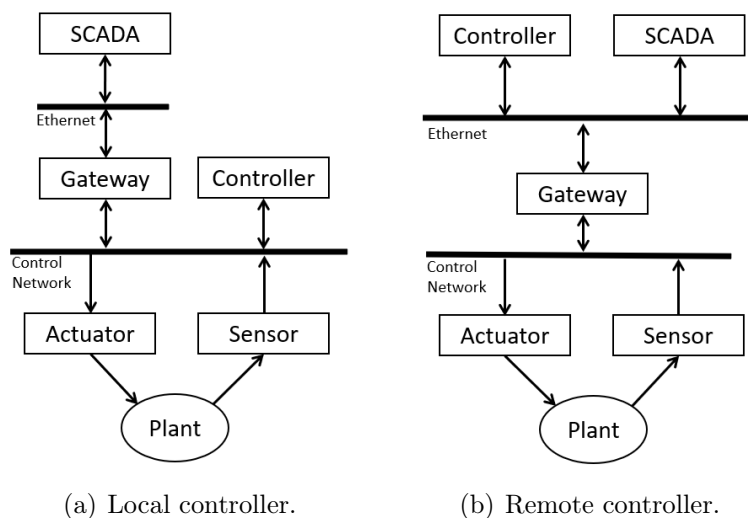 SCADA
Ethernet
Gateway
Controller
Control
Network
Actuator
Sensor
Plant
(a) Local controller.
Controller
SCADA
Ethernet
Gateway
Control
Network
Actuator
Sensor
Plant
(b) Remote controller.